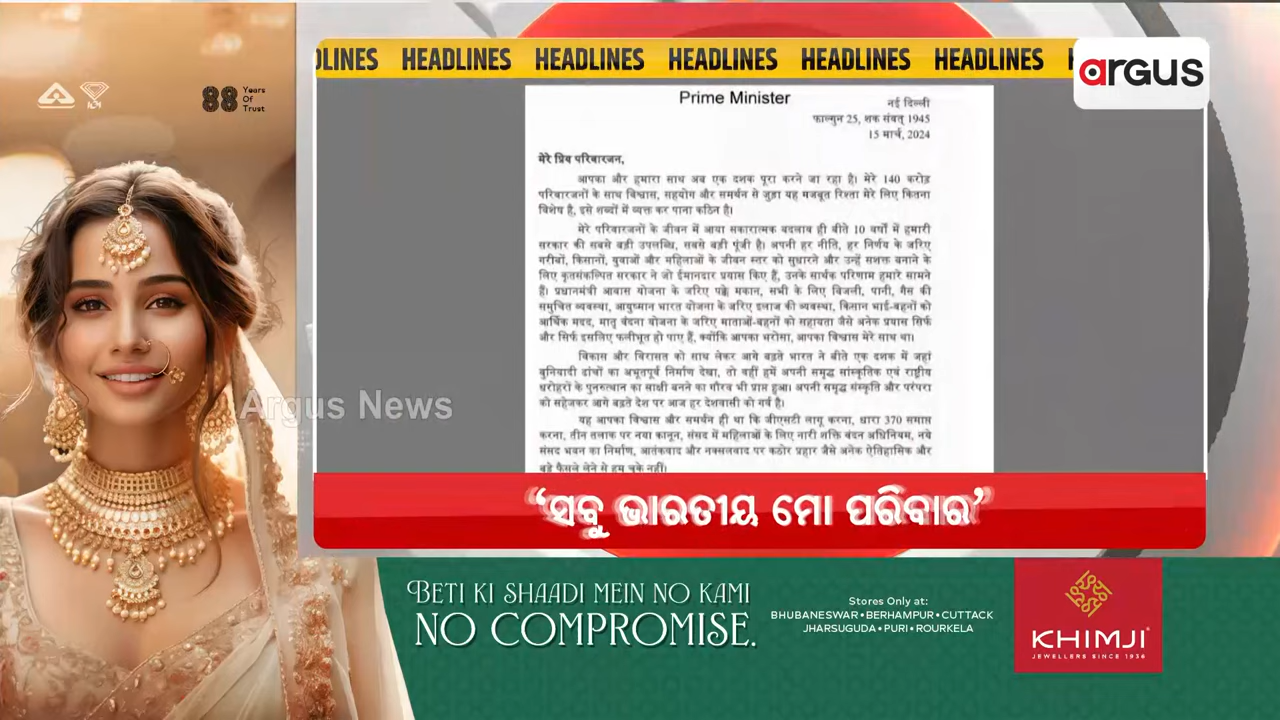 HEADLINES HEADLINES HEADLINES HEADLINES HEADLINES
argus
88 Years Of Trust
Prime Minister
नई दिल्ली
फाल्गुन 25, शक संवत् 1945
15 मार्च, 2024
मेरे प्रिय परिवारजन,
आपका और हमारा साथ अब एक दशक पूरा करने जा रहा है। मेरे 140 करोड़
परिवारजनों के साथ विश्वास, सहयोग और समर्थन से जुड़ा यह मजबूत रिश्ता मेरे लिए कितना
विशेष है, इसे शब्दों में व्यक्त कर पाना कठिन है।
मेरे परिवारजनों के जीवन में आया सकारात्मक बदलाव ही बीते 10 वर्षों में हमारी
सरकार की सबसे बड़ी उपलब्धि, सबसे बड़ी पूंजी है। अपनी हर नीति, हर निर्णय के जरिए
गरीबों, किसानों, युवाओं और महिलाओं के जीवन स्तर को सुधारने और उन्हें सशक्त बनाने के
लिए कृतसंकल्पित सरकार ने जो ईमानदार प्रयास किए हैं, उनके सार्थक परिणाम हमारे सामने
हैं। प्रधानमंत्री आवास योजना के जरिए पक्के मकान, सभी के लिए बिजली, पानी, गैस की
समुचित व्यवस्था, आयुष्मान भारत योजना के जरिए इलाज की व्यवस्था, किसान भाई-बहनों को
आर्थिक मदद, मातृ वंदना योजना के जरिए माताओं-बहनों को सहायता जैसे अनेक प्रयास सिर्फ
और सिर्फ इसलिए फलीभूत हो पाए हैं, क्योंकि आपका भरोसा, आपका विश्वास मेरे साथ था।
विकास और विरासत को साथ लेकर आगे बढ़ते भारत ने बीते एक दशक में जहां
बुनियादी ढांचों का अभूतपूर्व निर्माण देखा, तो वहीं हमें अपनी समृद्ध सांस्कृतिक एवं राष्ट्रीय
धरोहरों के पुनरुत्थान का साक्षी बनने का गौरव भी प्राप्त हुआ। अपनी समृद्ध संस्कृति और परंपरा
को सहेजकर आगे बढ़ते देश पर आज हर देशवासी को गर्व है।
यह आपका विश्वास और समर्थन ही था कि जीएसटी लागू करना, धारा 370 समाप्त
करना, तीन तलाक पर नया कानून, संसद में महिलाओं के लिए नारी शक्ति वंदन अधिनियम, नये
संसद भवन का निर्माण, आतंकवाद और नक्सलवाद पर कठोर प्रहार जैसे अनेक ऐतिहासिक और
बड़े फैसले लेने से हम चूके नहीं।
Argus News
‘ସବୁ ଭାରତୀୟ ମୋ ପରିବାର’
BETI KI SHAADI MEIN NO KAMI
NO COMPROMISE.
Stores Only at:
BHUBANESWAR • BERHAMPUR • CUTTACK
JHARSUGUDA • PURI • ROURKELA
KHIMJI
JEWELLERS SINCE 1936